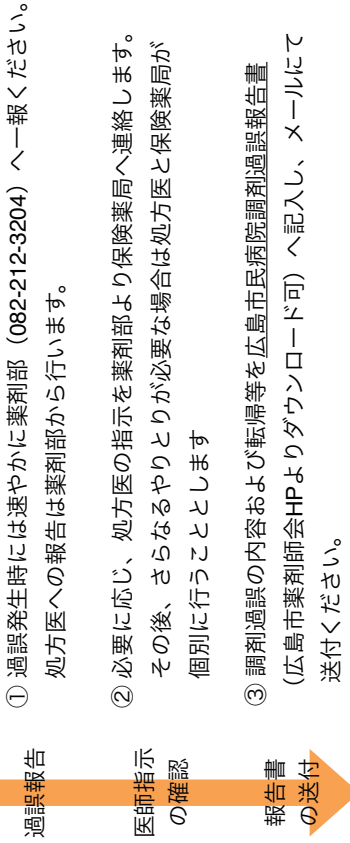 過誤報告
① 過誤発生時には速やかに薬剤部（082-212-3204）へ一報ください。
処方医への報告は薬剤部から行います。
医師指示
の確認
② 必要に応じ、処方医の指示を薬剤部より保険薬局へ連絡します。
その後、さらなるやりとりが必要な場合は処方医と保険薬局が
個別に行うこととします
報告書
の送付
③ 調剤過誤の内容および転帰等を広島市民病院調剤過誤報告書
（広島市薬剤師会HPよりダウンロード可）へ記入し、メールにて
送付ください。